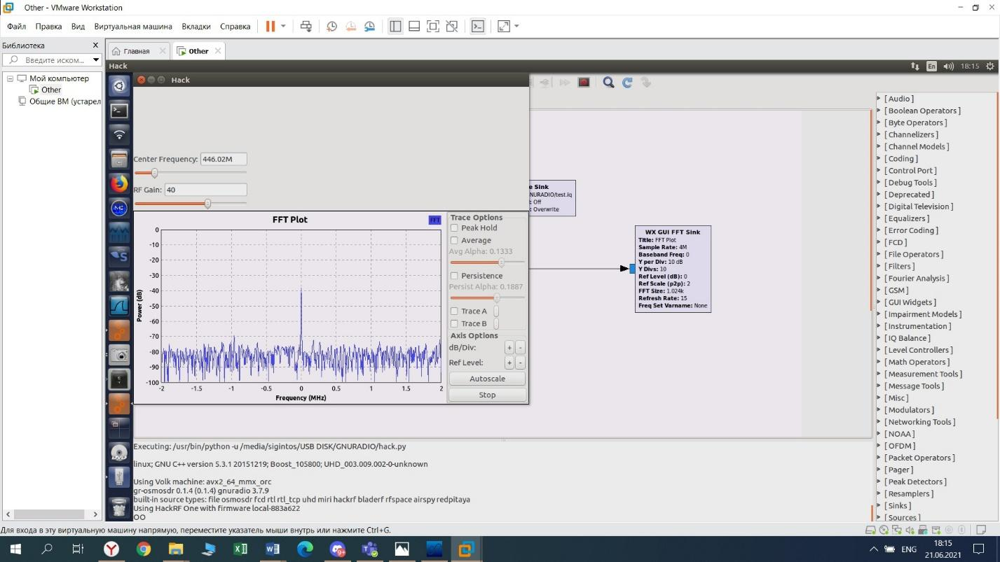 Other - VMware Workstation
Файл Правка Вид Виртуальная машина Вкладки Справка
Библиотека
Введите иском...
Мой компьютер
Other
Общие ВМ (устарел
Главная
Other
Hack
En
18:15
Hack
Center Frequency: 446.02M
RF Gain: 40
FFT Plot
FFT
0
-10
-20
-30
-40
-50
-60
-70
-80
-90
-100
Power (dB)
-2 -1.5 -1 -0.5 0 0.5 1 1.5 2
Frequency (MHz)
Trace Options
Peak Hold
Average
Avg Alpha: 0.1333
Persistence
Persist Alpha: 0.1887
Trace A
Trace B
Axis Options
dB/Div: + -
Ref Level: + -
Autoscale
Stop
e Sink
NURADIO/test.iq
: Off
: Overwrite
WX GUI FFT Sink
Title: FFT Plot
Sample Rate: 4M
Baseband Freq: 0
Y per Div: 10 dB
Y Divs: 10
Ref Level (dB): 0
Ref Scale (p2p): 2
FFT Size: 1.024k
Refresh Rate: 15
Freq Set Varname: None
[ Audio ]
[ Boolean Operators ]
[ Byte Operators ]
[ Channelizers ]
[ Channel Models ]
[ Coding ]
[ Control Port ]
[ Debug Tools ]
[ Deprecated ]
[ Digital Television ]
[ Equalizers ]
[ Error Coding ]
[ FCD ]
[ File Operators ]
[ Filters ]
[ Fourier Analysis ]
[ GSM ]
[ GUI Widgets ]
[ Impairment Models ]
[ Instrumentation ]
[ IQ Balance ]
[ Level Controllers ]
[ Math Operators ]
[ Measurement Tools ]
[ Message Tools ]
[ Misc ]
[ Modulators ]
[ Networking Tools ]
[ NOAA ]
[ OFDM ]
[ Packet Operators ]
[ Pager ]
[ Peak Detectors ]
[ Resamplers ]
[ Sinks ]
[ Sources ]
Executing: /usr/bin/python -u /media/sigintos/USB DISK/GNURADIO/hack.py
linux; GNU C++ version 5.3.1 20151219; Boost_105800; UHD_003.009.002-0-unknown
Using Volk machine: avx2_64_mmx_orc
gr-osmosdr 0.1.4 (0.1.4) gnuradio 3.7.9
built-in source types: file osmosdr fcd rtl rtl_tcp uhd miri hackrf bladerf rfspace airspy redpitaya
Using HackRF One with firmware local-883a622
OO
Для входа в эту виртуальную машину напрямую, переместите указатель мыши внутрь или нажмите Ctrl+G.
ENG
18:15
21.06.2021